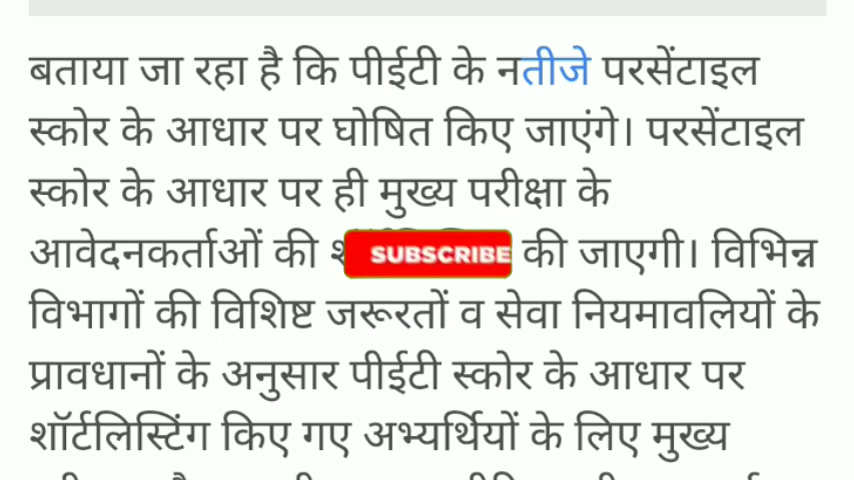 बताया जा रहा है कि पीईटी के नतीजे परसेंटाइल
स्कोर के आधार पर घोषित किए जाएंगे। परसेंटाइल
स्कोर के आधार पर ही मुख्य परीक्षा के
आवेदनकर्ताओं की SUBSCRIBE की जाएगी। विभिन्न
विभागों की विशिष्ट जरूरतों व सेवा नियमावलियों के
प्रावधानों के अनुसार पीईटी स्कोर के आधार पर
शॉर्टलिस्टिंग किए गए अभ्यर्थियों के लिए मुख्य